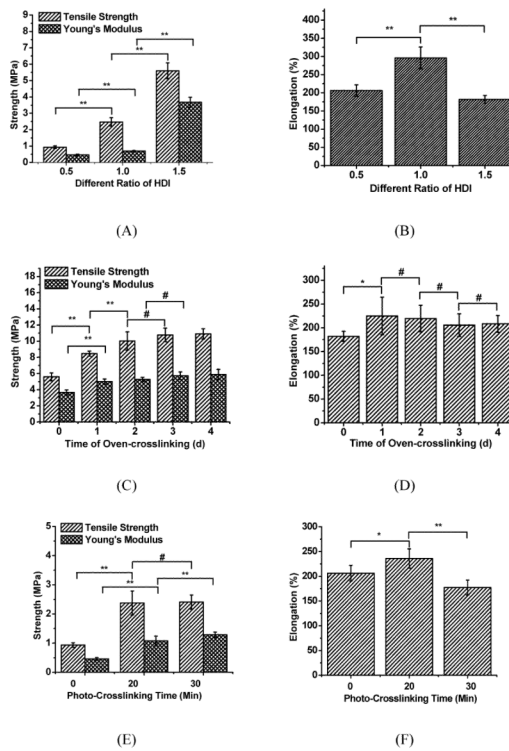 9
8
7
6
5
4
3
2
1
0
Strength (MPa)
Tensile Strength
Young's Modulus
**
**
**
**
0.5 1.0 1.5
Different Ratio of HDI
(A)
400
350
300
250
200
150
100
50
0
Elongation (%)
**
**
0.5 1.0 1.5
Different Ratio of HDI
(B)
18
16
14
12
10
8
6
4
2
0
Strength (MPa)
Tensile Strength
Young's Modulus
**
**
**
#
#
0 1 2 3 4
Time of Oven-crosslinking (d)
(C)
300
250
200
150
100
50
0
Elongation (%)
*
#
#
#
0 1 2 3 4
Time of Oven-crosslinking (d)
(D)
5
4
3
2
1
0
Strength (MPa)
Tensile Strength
Young's Modulus
**
#
**
**
0 20 30
Photo-Crosslinking Time (Min)
(E)
300
250
200
150
100
50
0
Elongation (%)
*
**
0 20 30
Photo-Crosslinking Time (Min)
(F)